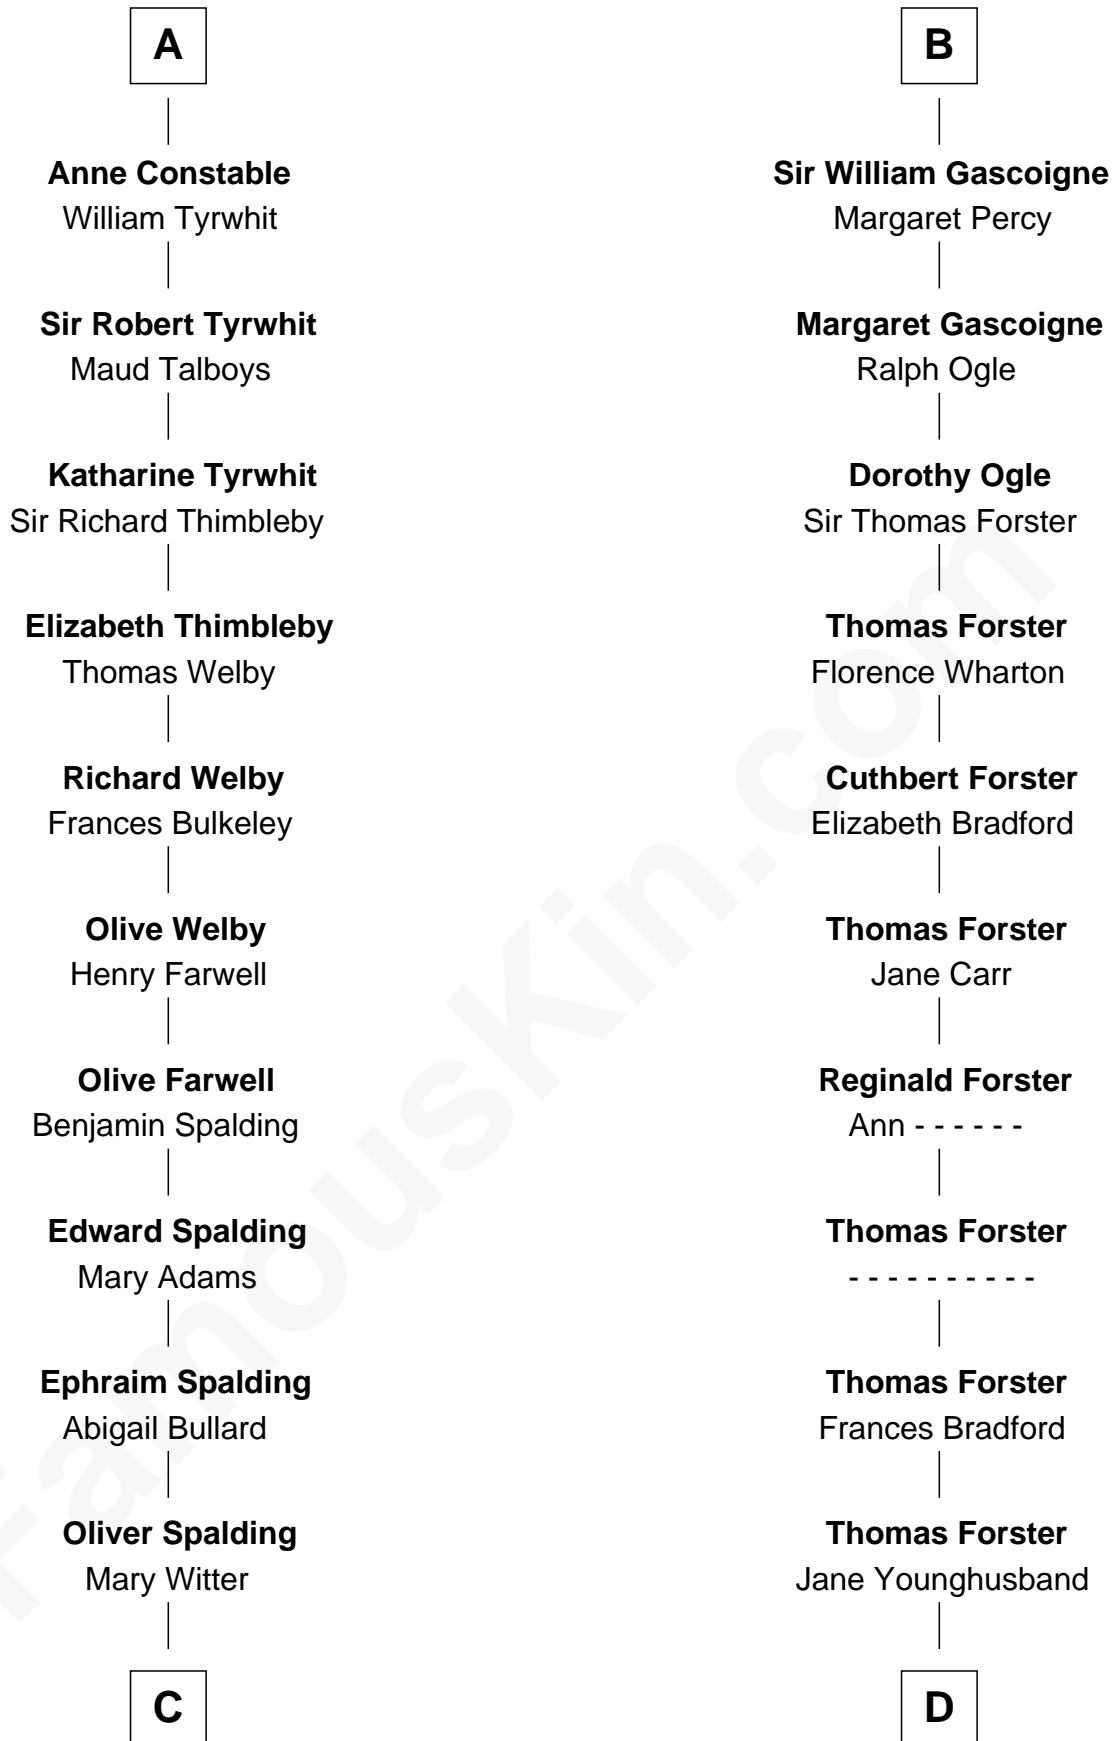 A
Anne Constable
William Tyrwhit
Sir Robert Tyrwhit
Maud Talboys
Katharine Tyrwhit
Sir Richard Thimbleby
Elizabeth Thimbleby
Thomas Welby
Richard Welby
Frances Bulkeley
Olive Welby
Henry Farwell
Olive Farwell
Benjamin Spalding
Edward Spalding
Mary Adams
Ephraim Spalding
Abigail Bullard
Oliver Spalding
Mary Witter
C
B
Sir William Gascoigne
Margaret Percy
Margaret Gascoigne
Ralph Ogle
Dorothy Ogle
Sir Thomas Forster
Thomas Forster
Florence Wharton
Cuthbert Forster
Elizabeth Bradford
Thomas Forster
Jane Carr
Reginald Forster
Ann - - - - - -
Thomas Forster
- - - - - - - - - -
Thomas Forster
Frances Bradford
Thomas Forster
Jane Younghusband
D
FamousKin.com